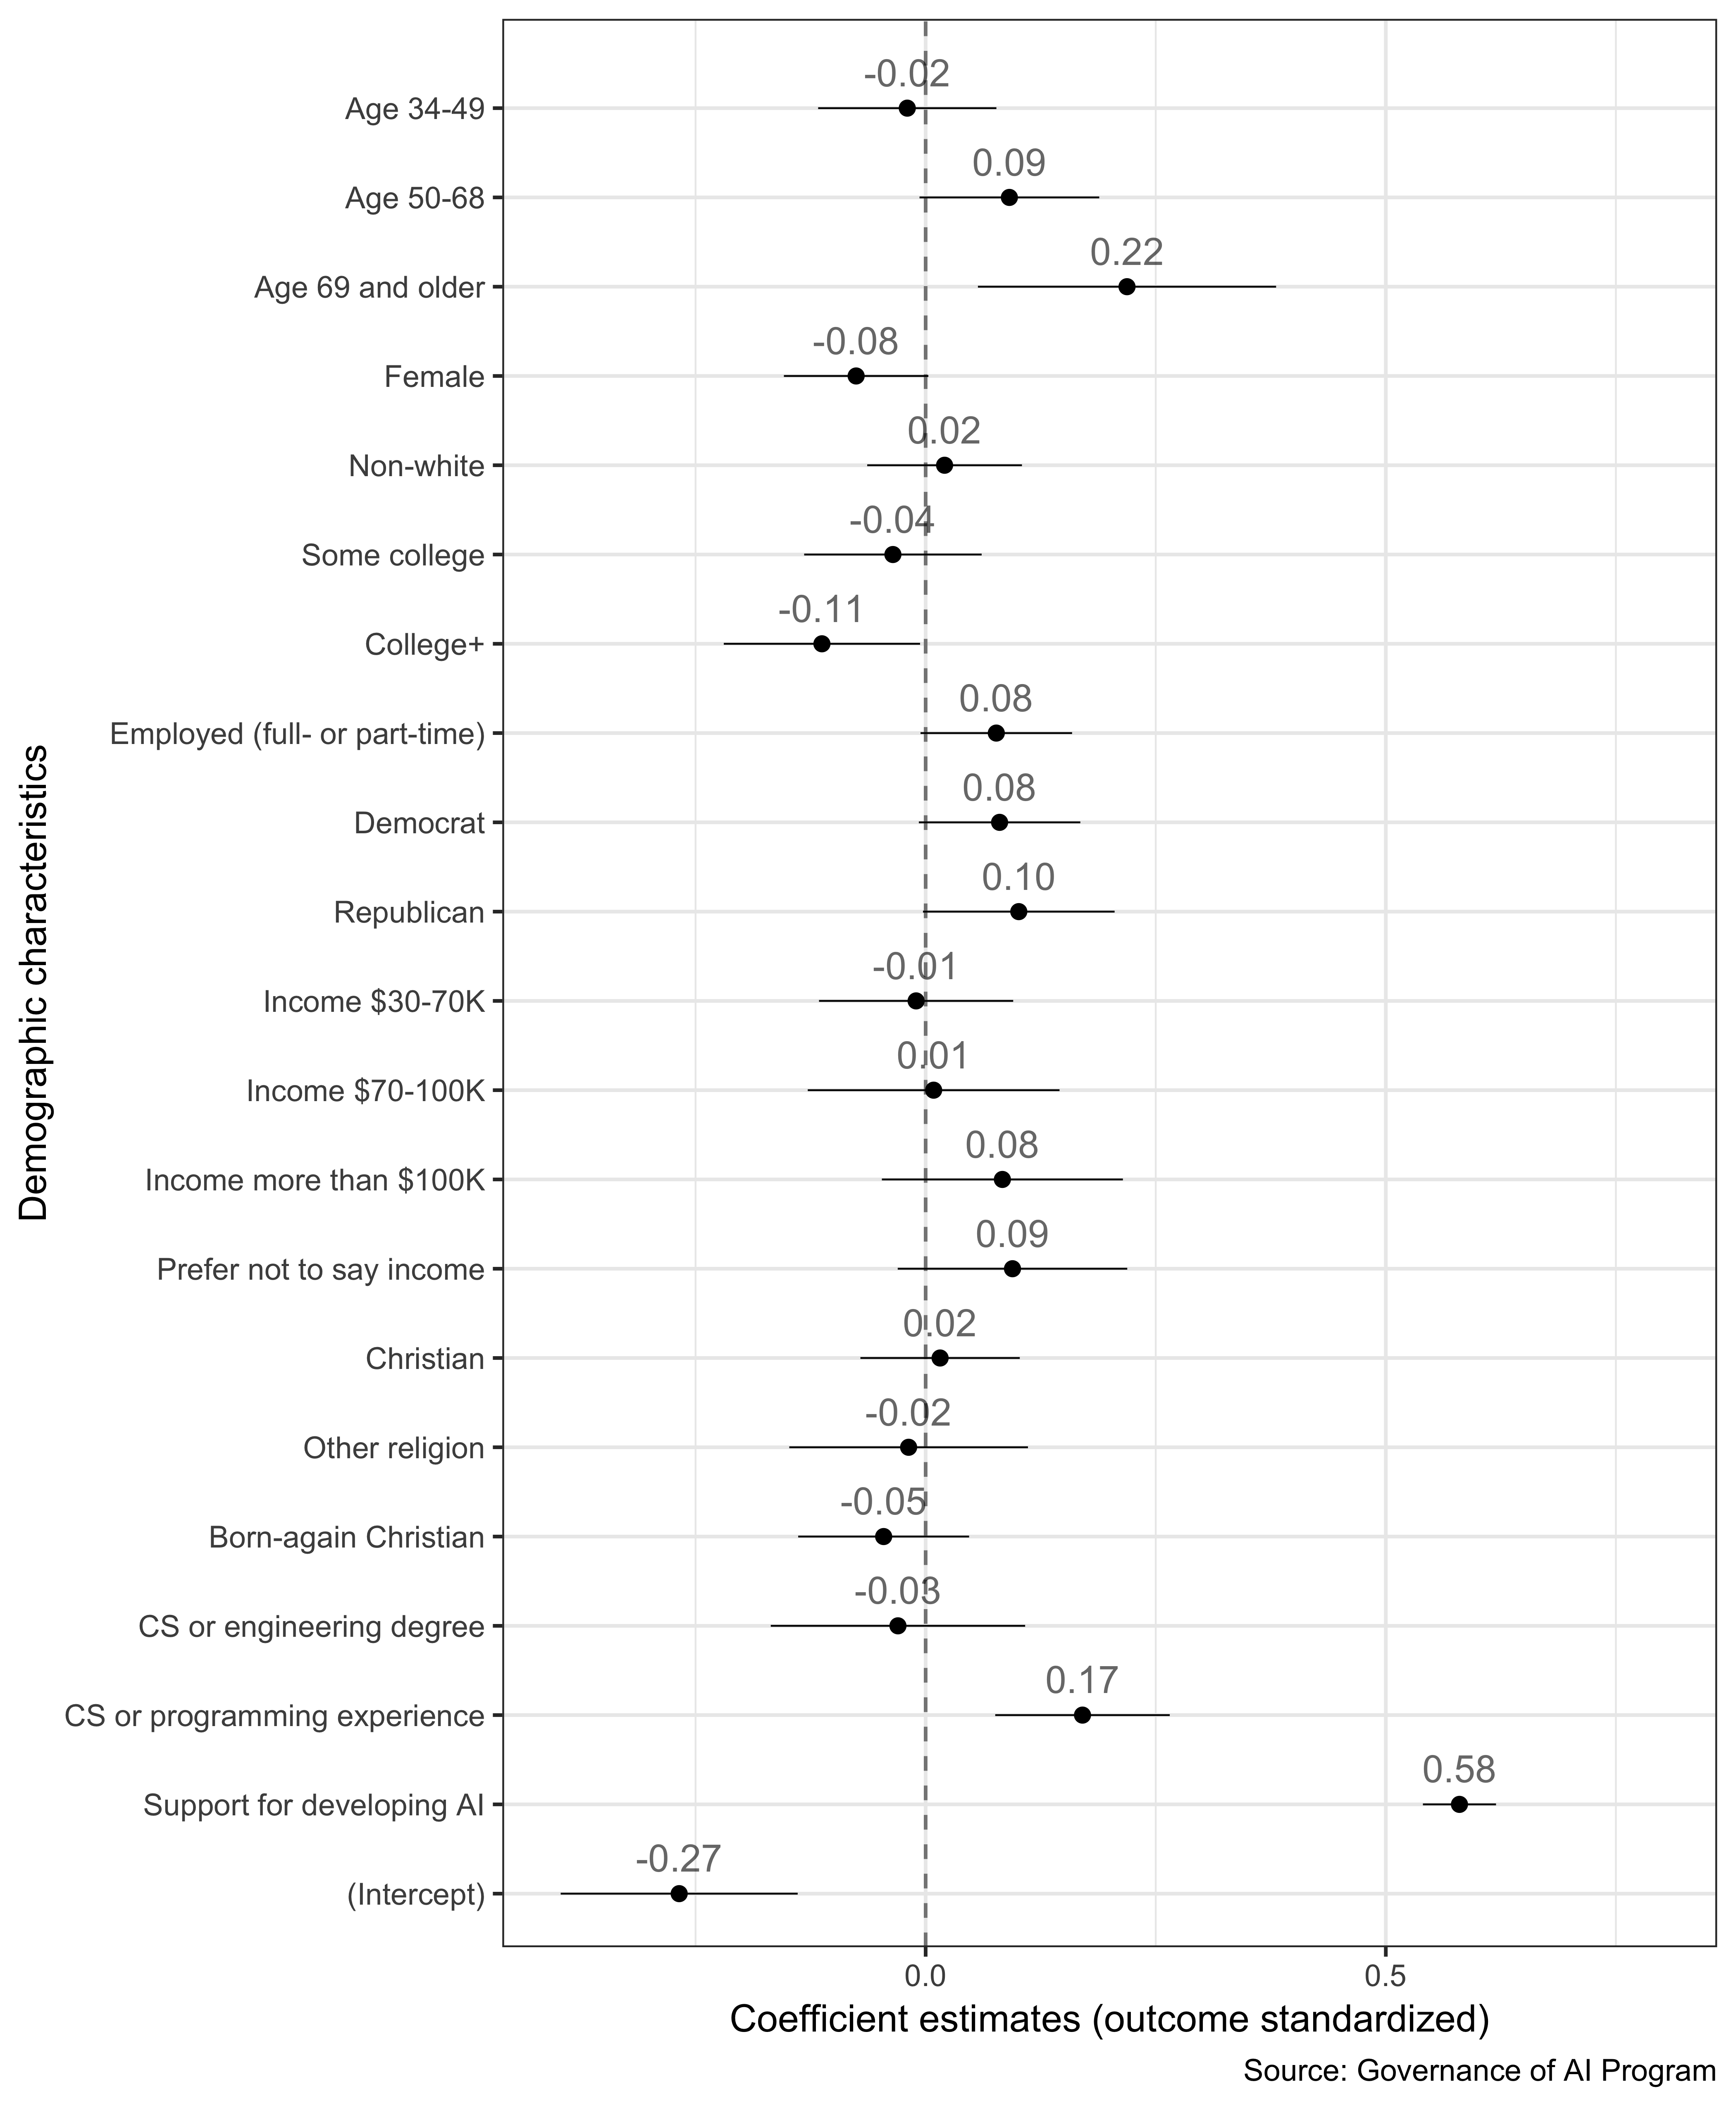 -0.02
Age 34-49
0.09
Age 50-68
0.22
Age 69 and older
-0.08
Female
0.02
Non-white
-0.04
Some college
-0.11
College+
0.08
Employed (full- or part-time)
0.08
Democrat
0.10
Republican
-0.01
Income $30-70K
0.01
Income $70-100K
0.08
Income more than $100K
0.09
Prefer not to say income
0.02
Christian
-0.02
Other religion
-0.05
Born-again Christian
-0.03
CS or engineering degree
0.17
CS or programming experience
0.58
Support for developing AI
-0.27
(Intercept)
Demographic characteristics
0.0 0.5
Coefficient estimates (outcome standardized)
Source: Governance of AI Program